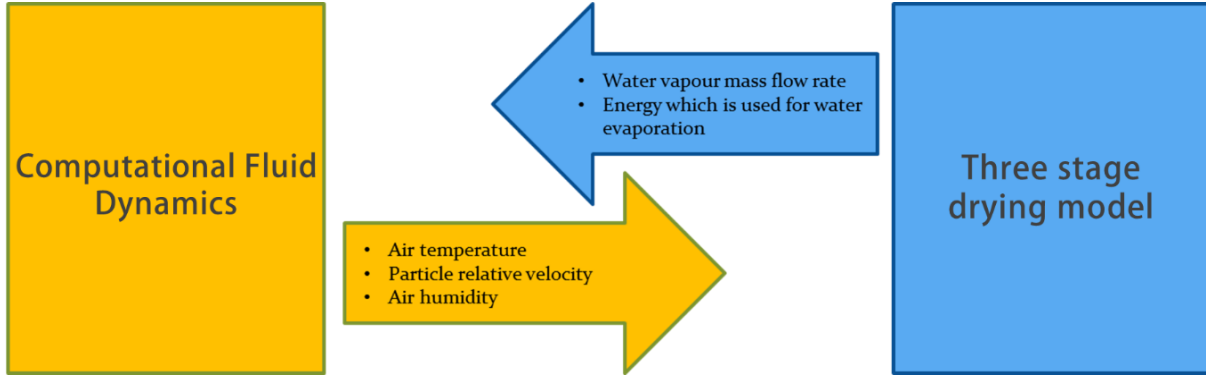 Computational Fluid
Dynamics
• Water vapour mass flow rate
• Energy which is used for water
evaporation
• Air temperature
• Particle relative velocity
• Air humidity
Three stage
drying model